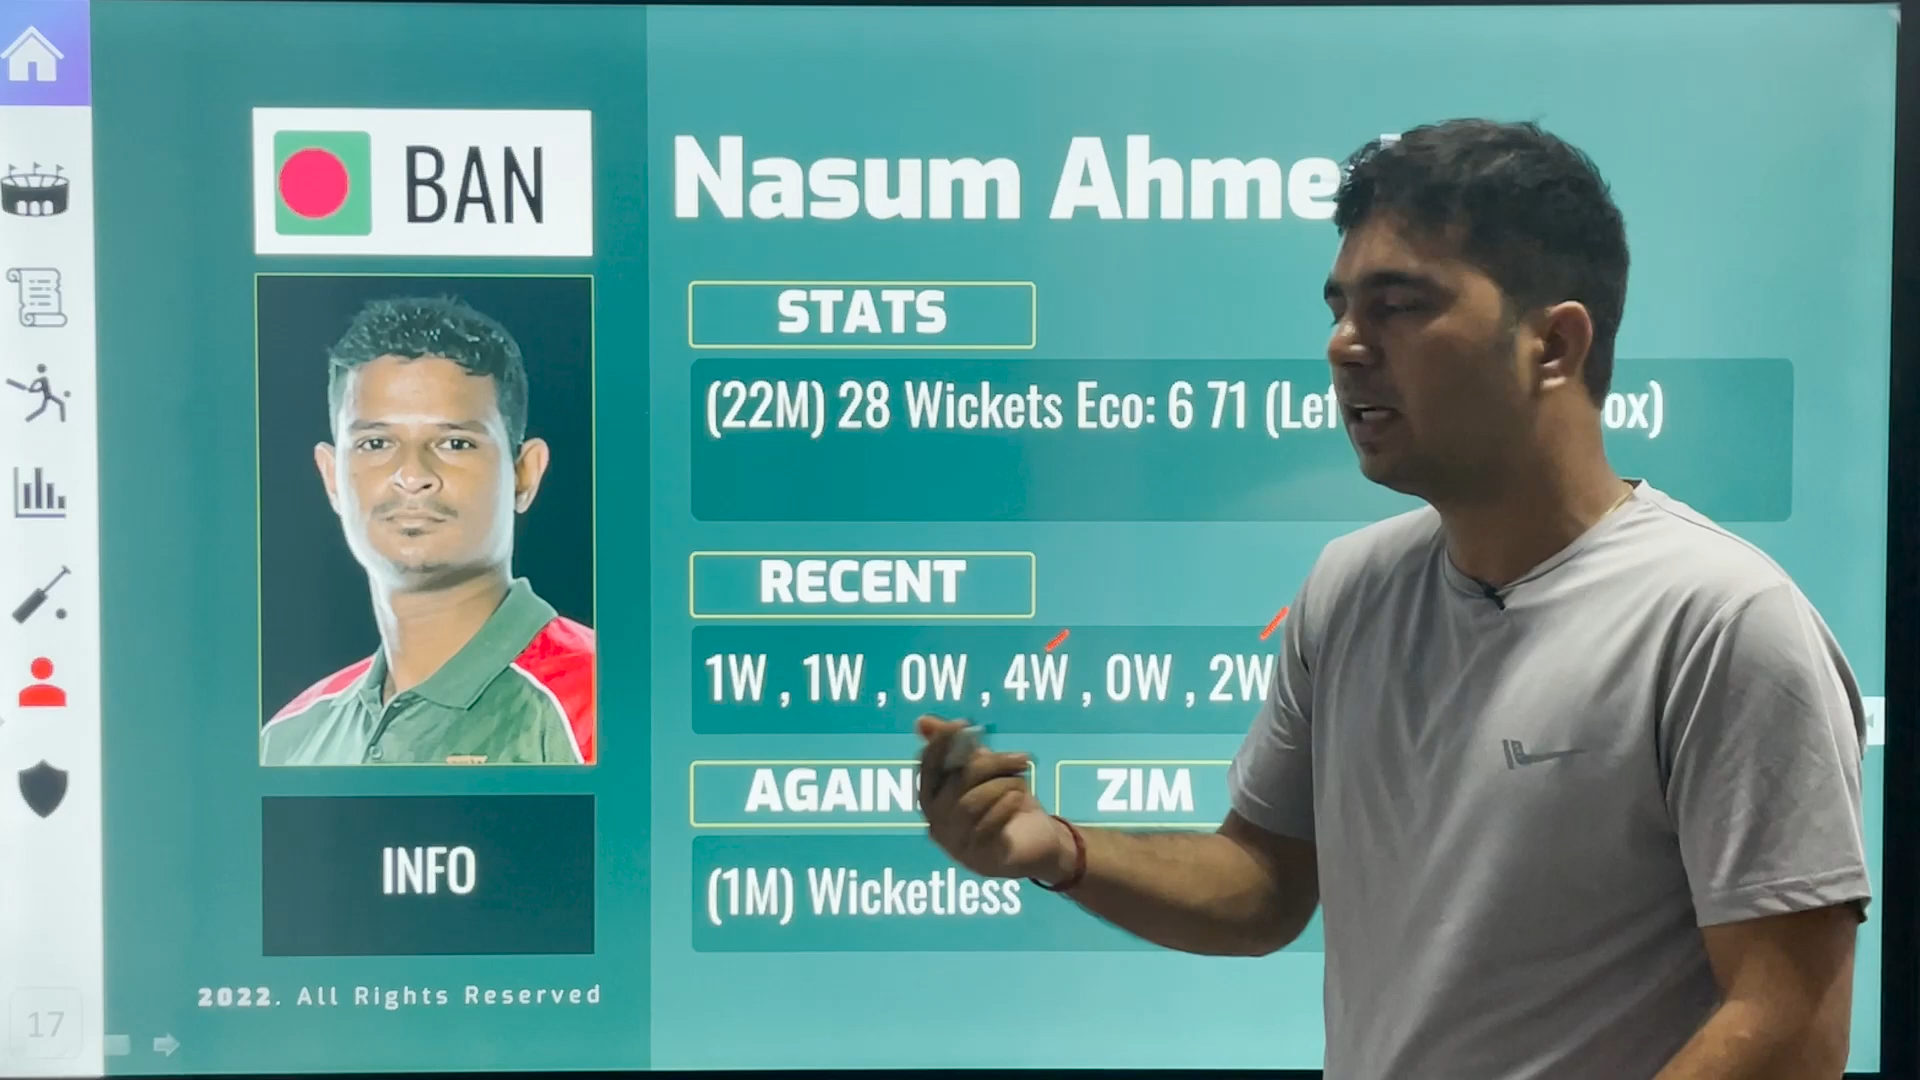 BAN
Nasum Ahme
STATS
(22M) 28 Wickets Eco: 6 71 (Lef ox)
RECENT
1W , 1W , 0W , 4W , 0W , 2W
AGAIN ZIM
(1M) Wicketless
INFO
2022. All Rights Reserved
17